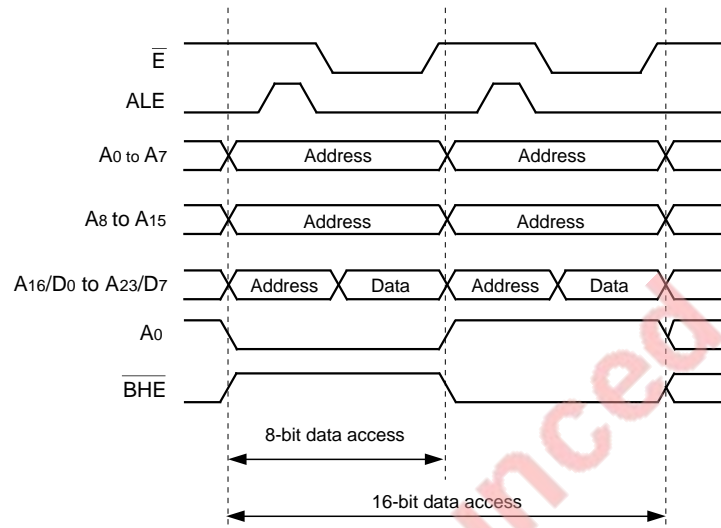 E
ALE
A0 to A7 Address Address
A8 to A15 Address Address
A16/D0 to A23/D7 Address Data Address Data
A0
BHE
8-bit data access
16-bit data access